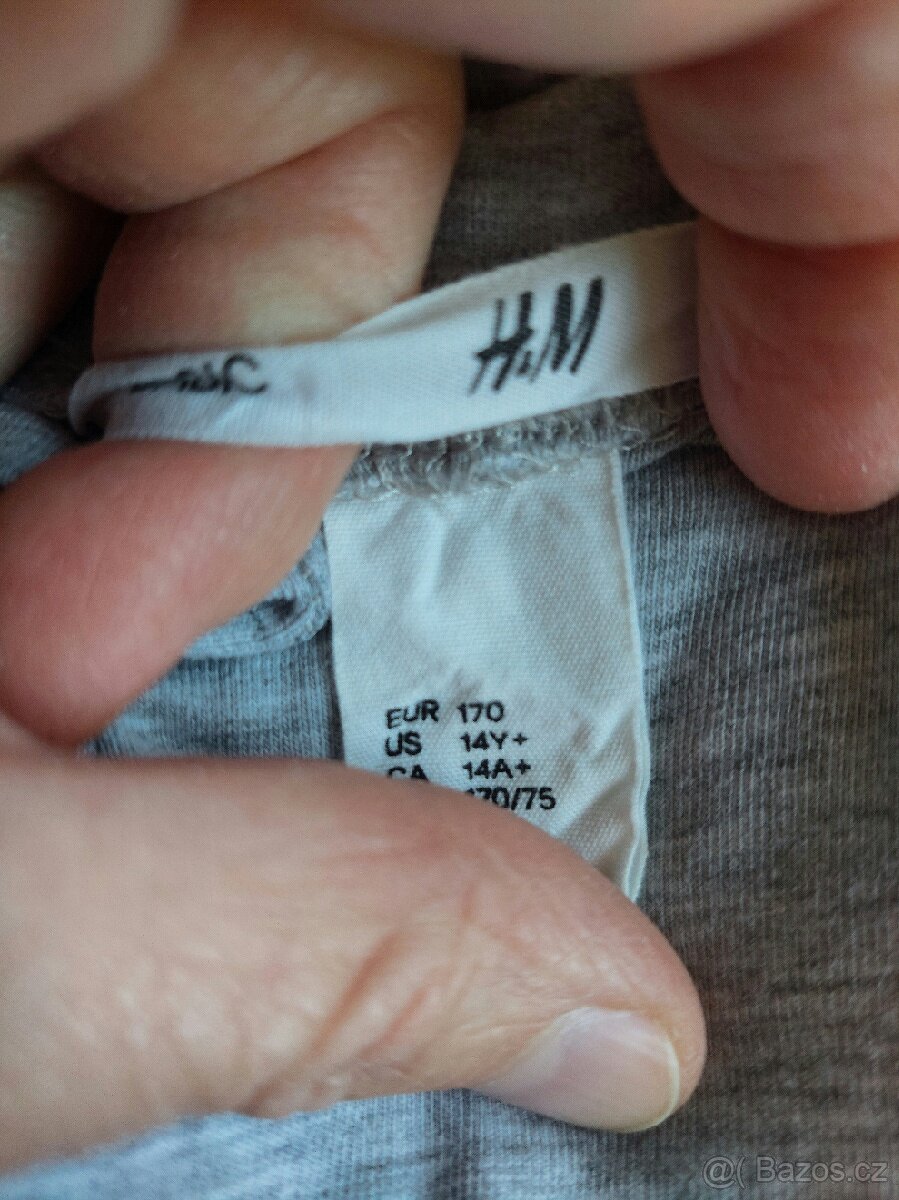 H&M
EUR 170
US 14Y+
CA 14A+
170/75
@( Bazos.cz